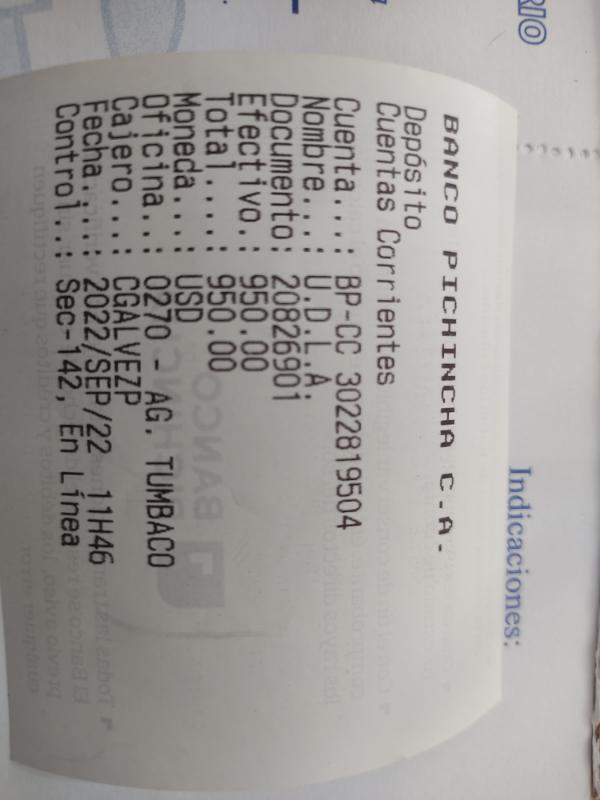 RIO
Indicaciones:
BANCO PICHINCHA C.A.
Depósito
Cuentas Corrientes
Cuenta...: BP-CC 3022819504
Nombre...: U.D.L.A.
Documento: 20826901
Efectivo.: 950.00
Total....: 950.00
Moneda...: USD
Oficina..: 0270 - AG. TUMBACO
Cajero...: CGALVEZP
Fecha....: 2022/SEP/22 11H46
Control..: Sec-142, En Línea